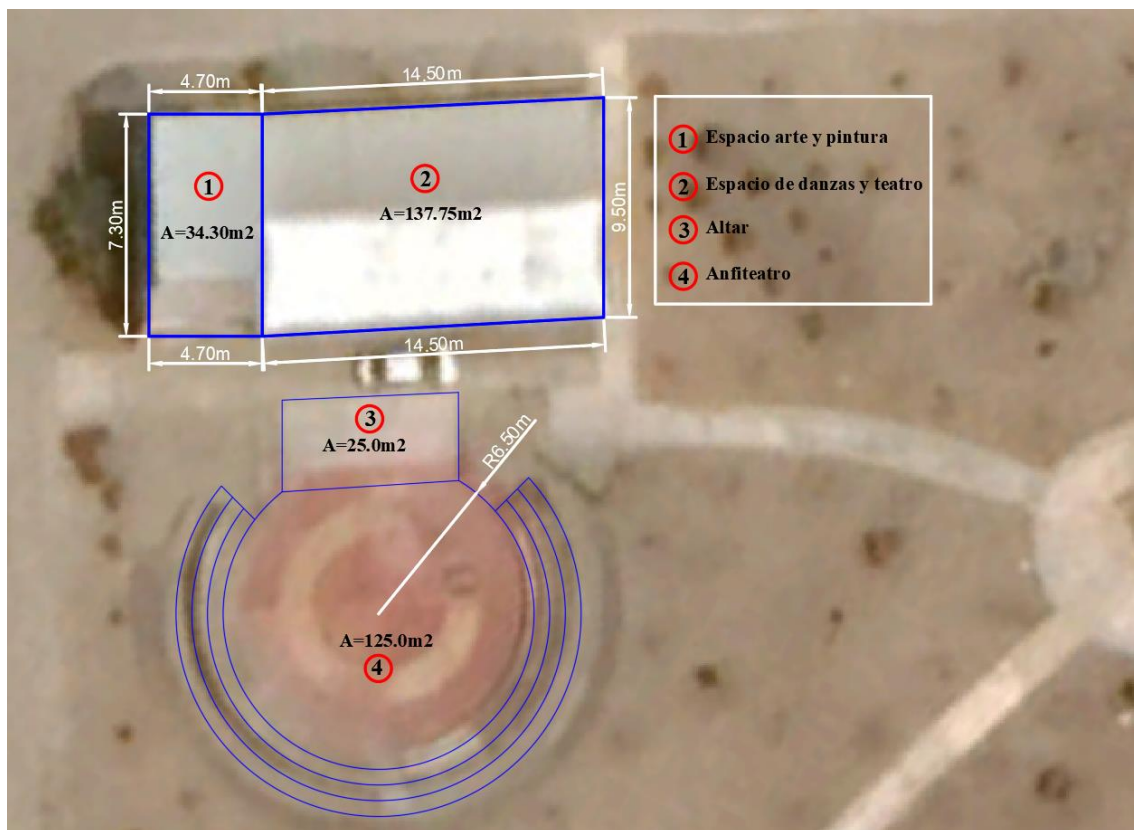 4.70m
14.50m
7.30m
1
A=34.30m2
2
A=137.75m2
9.50m
4.70m
14.50m
1 Espacio arte y pintura
2 Espacio de danzas y teatro
3 Altar
4 Anfiteatro
3
A=25.0m2
R6.50m
A=125.0m2
4